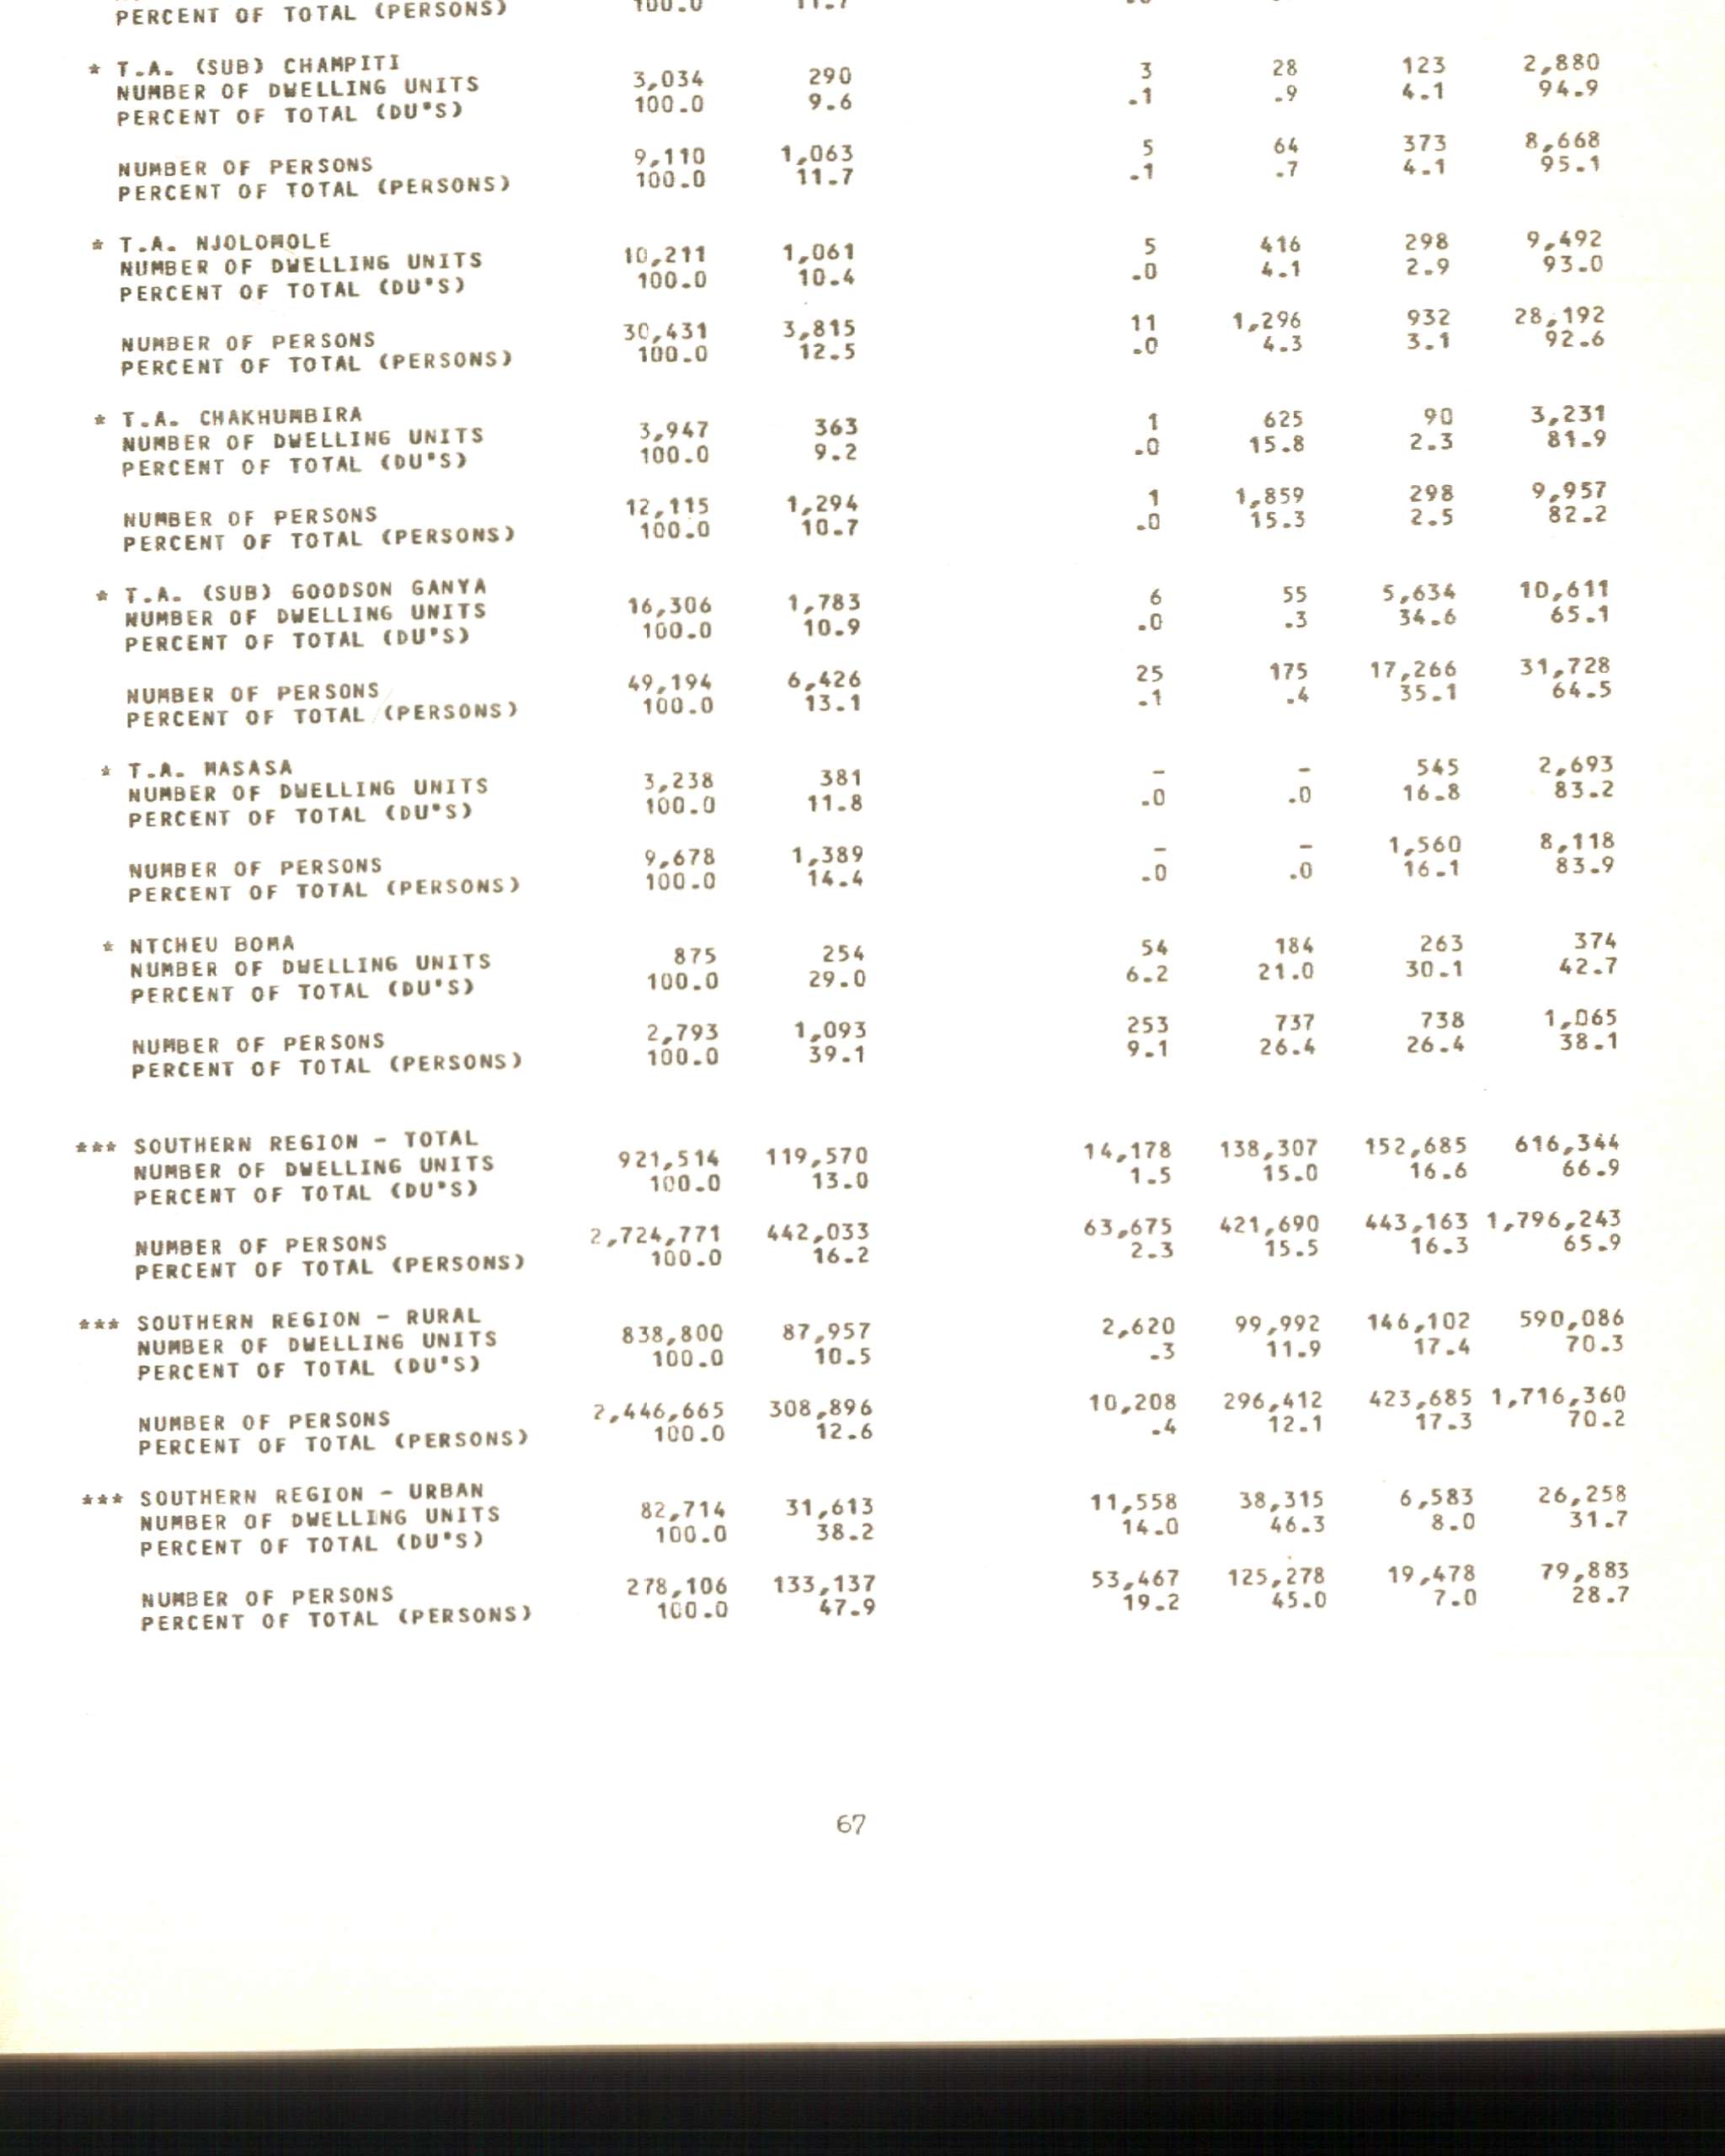 PERCENT OF TOTAL (PERSONS) 100.0 11.7
* T.A. (SUB) CHAMPITI
NUMBER OF DWELLING UNITS 3,034 290 3 28 123 2,880
PERCENT OF TOTAL (DU'S) 100.0 9.6 .1 .9 4.1 94.9
NUMBER OF PERSONS 9,110 1,063 5 64 373 8,668
PERCENT OF TOTAL (PERSONS) 100.0 11.7 .1 .7 4.1 95.1
* T.A. NJOLOMOLE
NUMBER OF DWELLING UNITS 10,211 1,061 5 416 298 9,492
PERCENT OF TOTAL (DU'S) 100.0 10.4 .0 4.1 2.9 93.0
NUMBER OF PERSONS 30,431 3,815 11 1,296 932 28,192
PERCENT OF TOTAL (PERSONS) 100.0 12.5 .0 4.3 3.1 92.6
* T.A. CHAKHUMBIRA
NUMBER OF DWELLING UNITS 3,947 363 1 625 90 3,231
PERCENT OF TOTAL (DU'S) 100.0 9.2 .0 15.8 2.3 81.9
NUMBER OF PERSONS 12,115 1,294 1 1,859 298 9,957
PERCENT OF TOTAL (PERSONS) 100.0 10.7 .0 15.3 2.5 82.2
* T.A. (SUB) GOODSON GANYA
NUMBER OF DWELLING UNITS 16,306 1,783 6 55 5,634 10,611
PERCENT OF TOTAL (DU'S) 100.0 10.9 .0 .3 34.6 65.1
NUMBER OF PERSONS 49,194 6,426 25 175 17,266 31,728
PERCENT OF TOTAL (PERSONS) 100.0 13.1 .1 .4 35.1 64.5
* T.A. MASASA
NUMBER OF DWELLING UNITS 3,238 381 - - 545 2,693
PERCENT OF TOTAL (DU'S) 100.0 11.8 .0 .0 16.8 83.2
NUMBER OF PERSONS 9,678 1,389 - - 1,560 8,118
PERCENT OF TOTAL (PERSONS) 100.0 14.4 .0 .0 16.1 83.9
* NTCHEU BOMA
NUMBER OF DWELLING UNITS 875 254 54 184 263 374
PERCENT OF TOTAL (DU'S) 100.0 29.0 6.2 21.0 30.1 42.7
NUMBER OF PERSONS 2,793 1,093 253 737 738 1,065
PERCENT OF TOTAL (PERSONS) 100.0 39.1 9.1 26.4 26.4 38.1
*** SOUTHERN REGION - TOTAL
NUMBER OF DWELLING UNITS 921,514 119,570 14,178 138,307 152,685 616,344
PERCENT OF TOTAL (DU'S) 100.0 13.0 1.5 15.0 16.6 66.9
NUMBER OF PERSONS 2,724,771 442,033 63,675 421,690 443,163 1,796,243
PERCENT OF TOTAL (PERSONS) 100.0 16.2 2.3 15.5 16.3 65.9
*** SOUTHERN REGION - RURAL
NUMBER OF DWELLING UNITS 838,800 87,957 2,620 99,992 146,102 590,086
PERCENT OF TOTAL (DU'S) 100.0 10.5 .3 11.9 17.4 70.3
NUMBER OF PERSONS 2,446,665 308,896 10,208 296,412 423,685 1,716,360
PERCENT OF TOTAL (PERSONS) 100.0 12.6 .4 12.1 17.3 70.2
*** SOUTHERN REGION - URBAN
NUMBER OF DWELLING UNITS 82,714 31,613 11,558 38,315 6,583 26,258
PERCENT OF TOTAL (DU'S) 100.0 38.2 14.0 46.3 8.0 31.7
NUMBER OF PERSONS 278,106 133,137 53,467 125,278 19,478 79,883
PERCENT OF TOTAL (PERSONS) 100.0 47.9 19.2 45.0 7.0 28.7
67